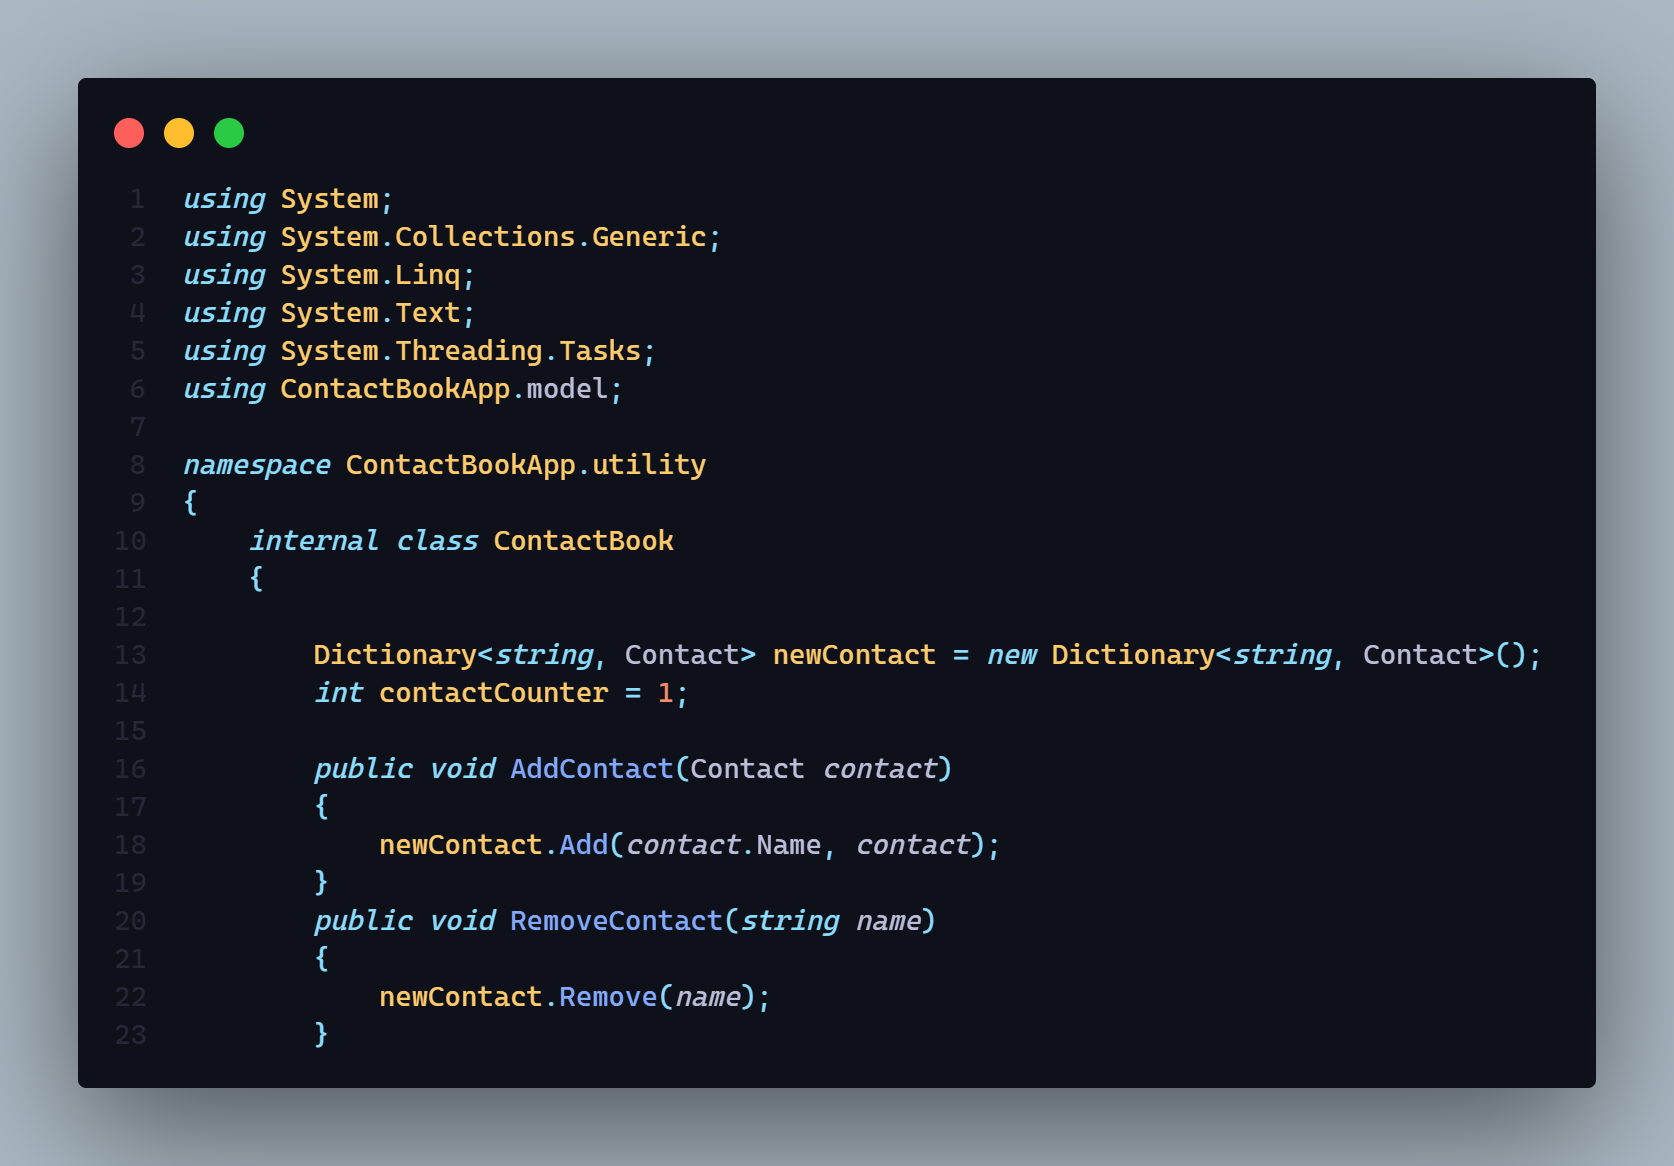 1 using System;
2 using System.Collections.Generic;
3 using System.Linq;
4 using System.Text;
5 using System.Threading.Tasks;
6 using ContactBookApp.model;
7
8 namespace ContactBookApp.utility
9 {
10     internal class ContactBook
11     {
12
13         Dictionary<string, Contact> newContact = new Dictionary<string, Contact>();
14         int contactCounter = 1;
15
16         public void AddContact(Contact contact)
17         {
18             newContact.Add(contact.Name, contact);
19         }
20         public void RemoveContact(string name)
21         {
22             newContact.Remove(name);
23         }